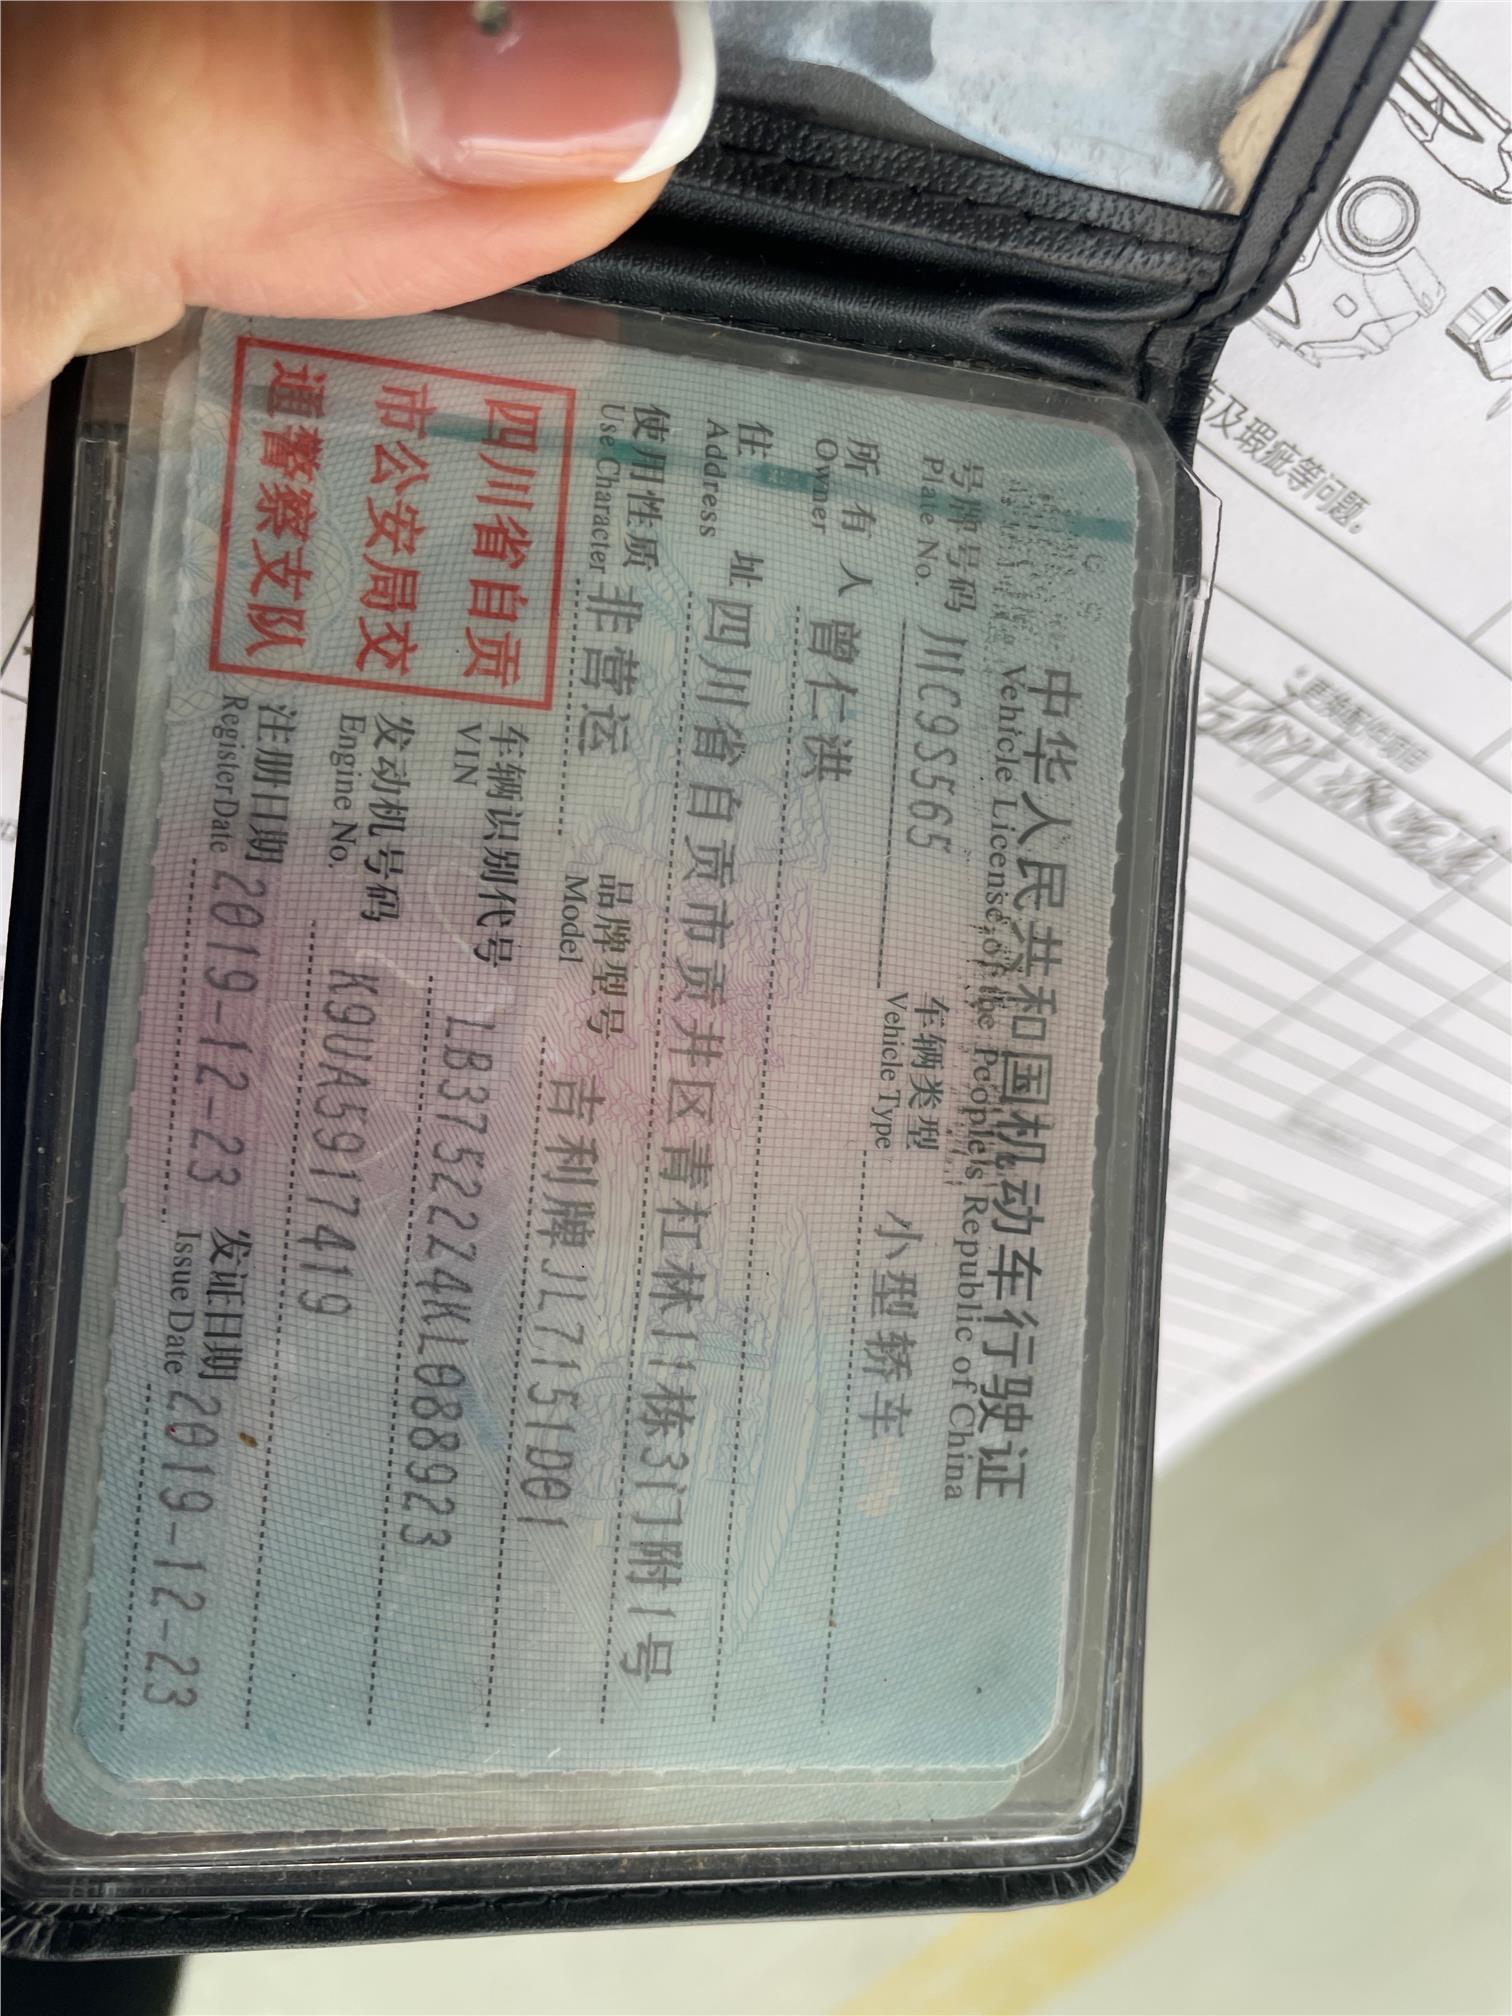 中华人民共和国机动车行驶证
Vehicle License of the People's Republic of China
号牌号码 川C9S565 车辆类型 小型轿车
Plate No. Vehicle Type
所有人 曾仁洪
Owner
住址 四川省自贡市贡井区青杠林11栋3门附1号
Address
使用性质 非营运 品牌型号 吉利牌JL7151D01
Use Character Model
四川省自贡
市公安局交
通警察支队
车辆识别代号 LB37522Z4KL088923
VIN
发动机号码 K9UA5917419
Engine No.
注册日期 2019-12-23 发证日期 2019-12-23
Register Date Issue Date
及瑕疵等问题。